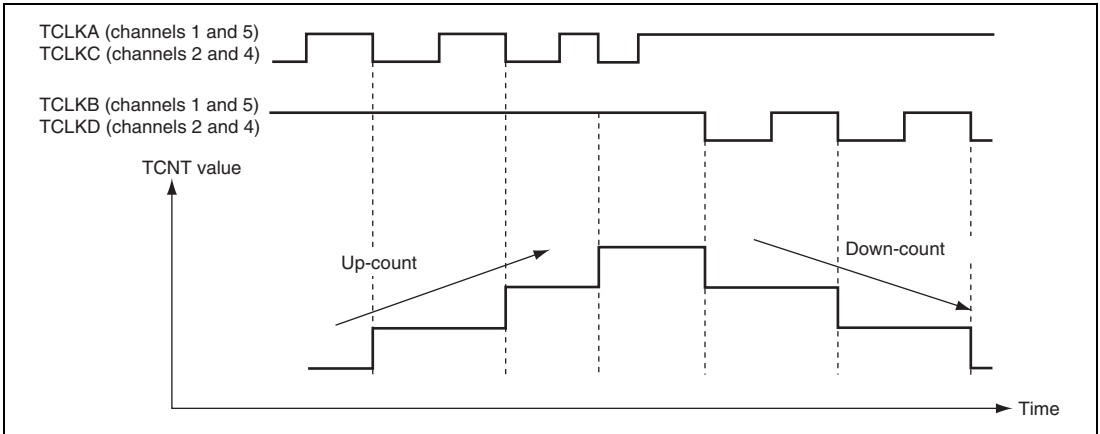 TCLKA (channels 1 and 5)
TCLKC (channels 2 and 4)
TCLKB (channels 1 and 5)
TCLKD (channels 2 and 4)
TCNT value
Up-count
Down-count
Time